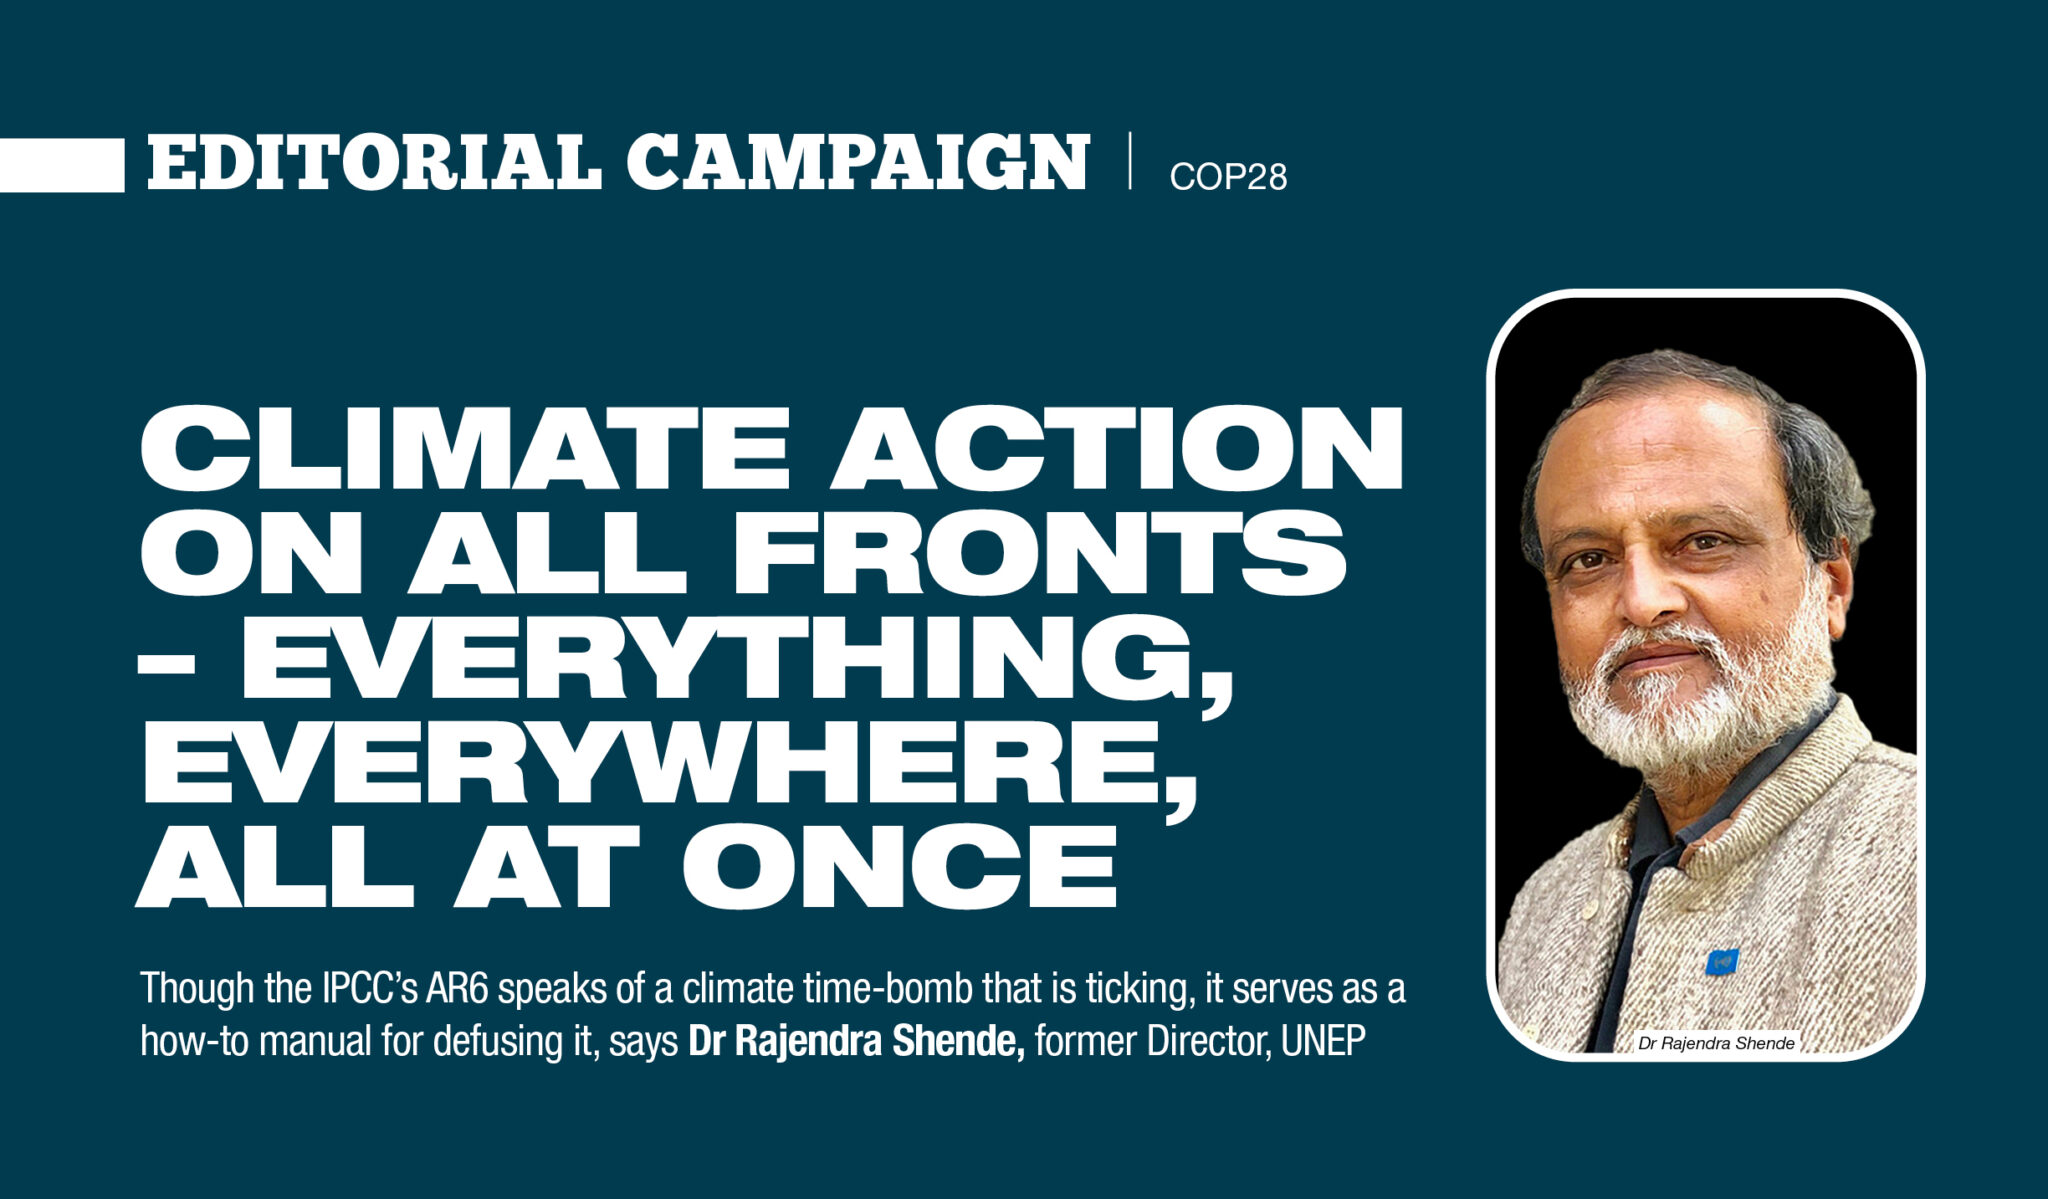 EDITORIAL CAMPAIGN | COP28
CLIMATE ACTION
ON ALL FRONTS
– EVERYTHING,
EVERYWHERE,
ALL AT ONCE
Though the IPCC’s AR6 speaks of a climate time-bomb that is ticking, it serves as a
how-to manual for defusing it, says Dr Rajendra Shende, former Director, UNEP
Dr Rajendra Shende